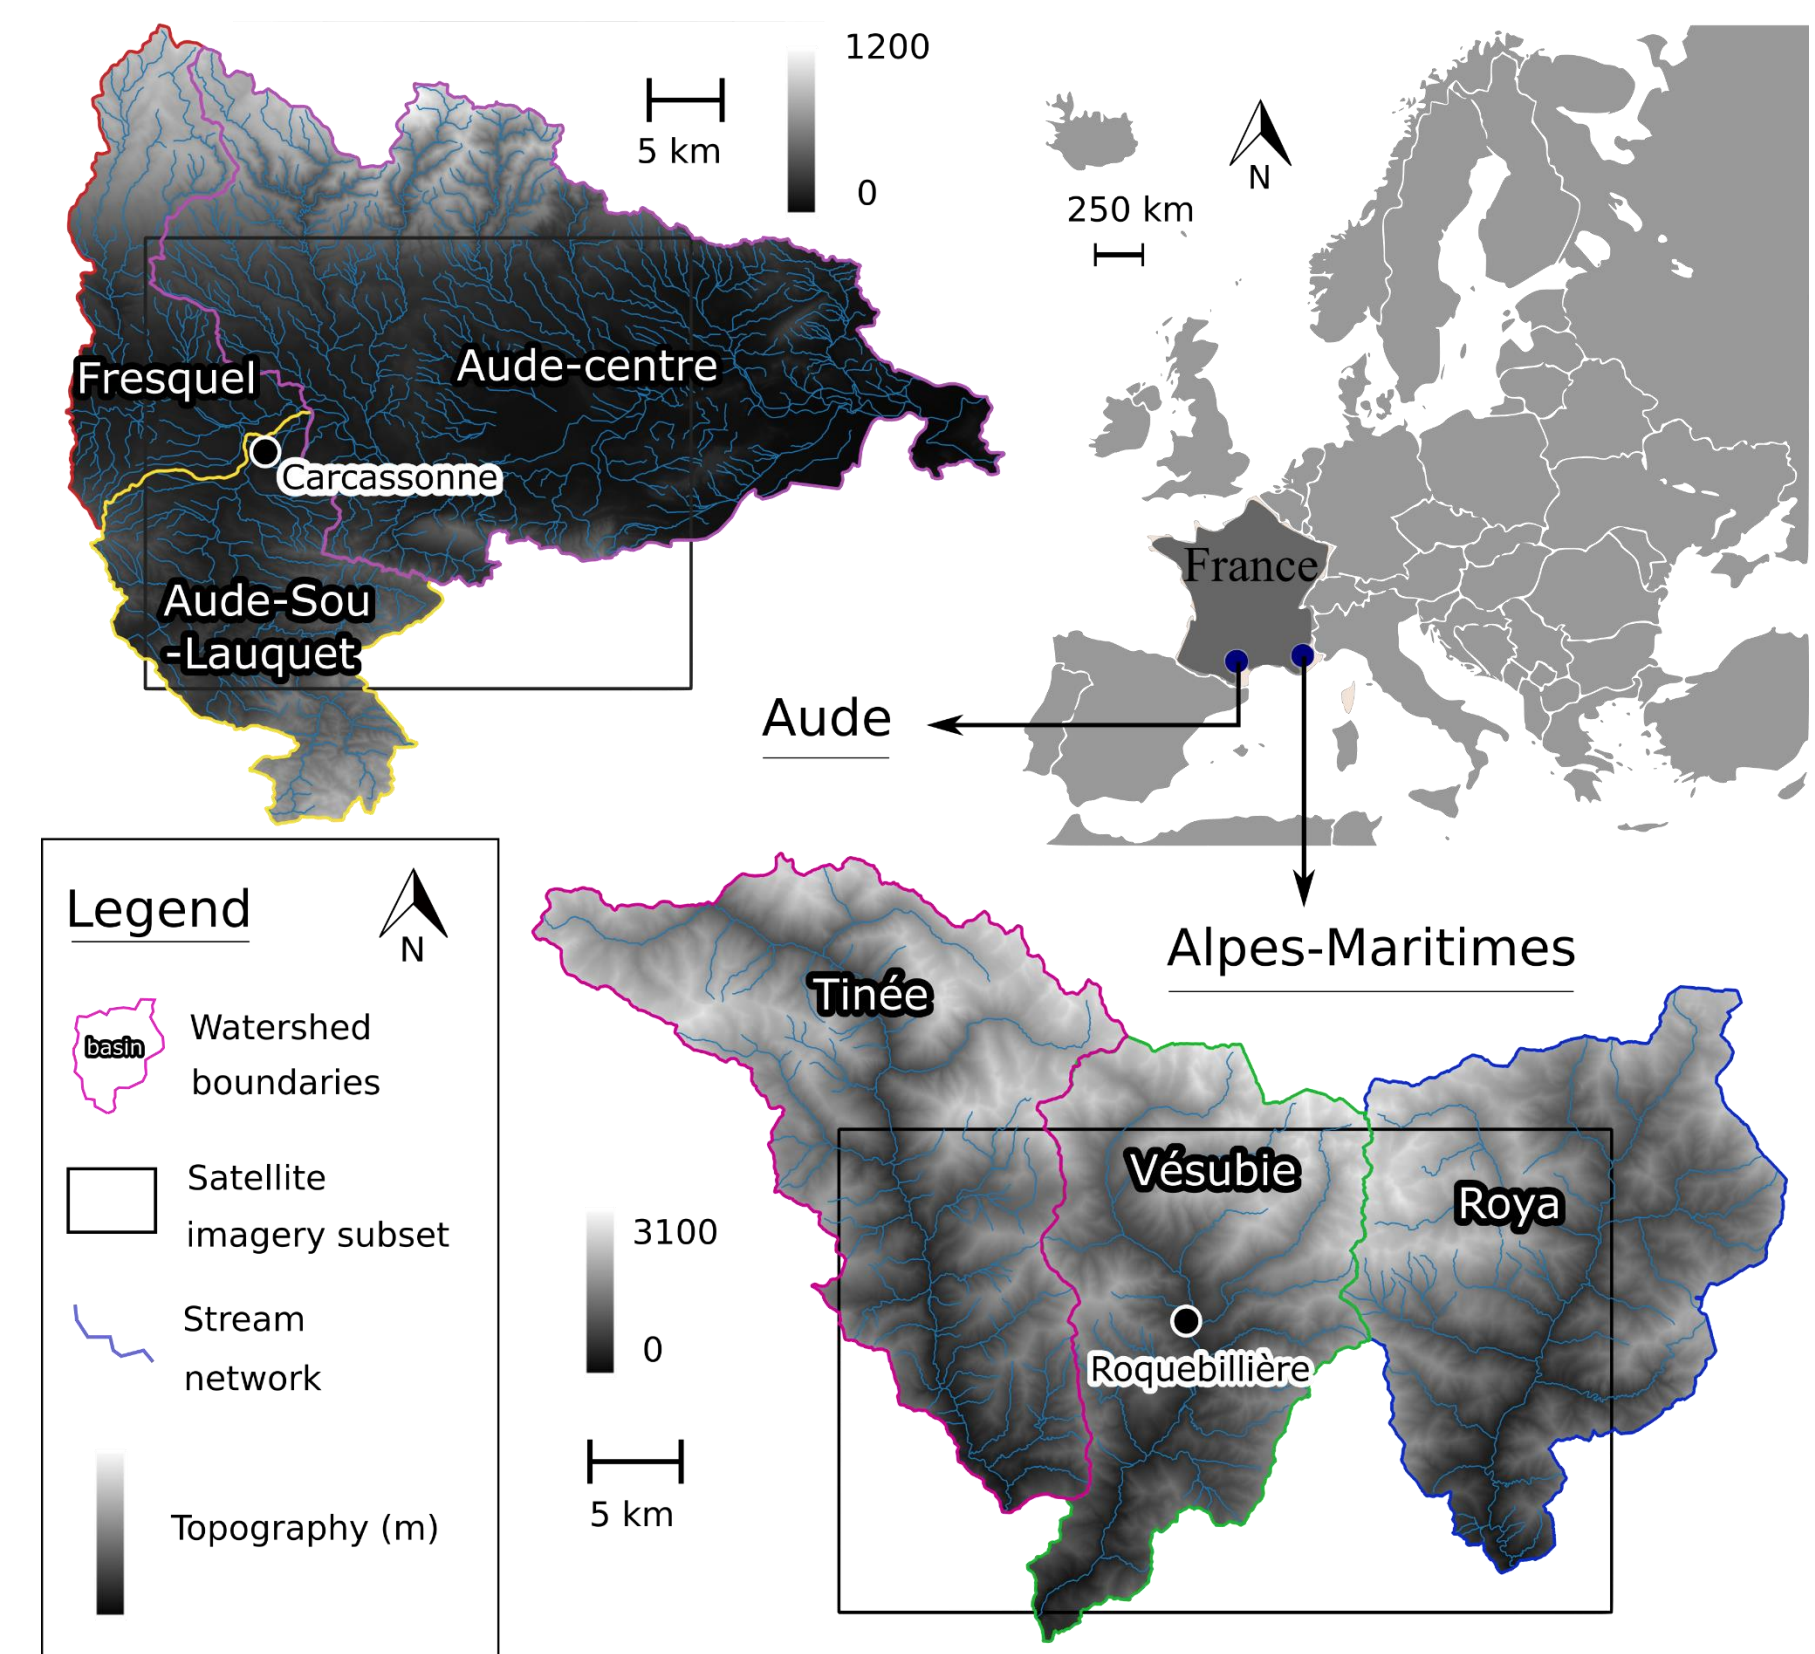 1200
5 km
0
Fresquel
Aude-centre
Carcassonne
Aude-Sou
-Lauquet
N
250 km
France
Aude
Alpes-Maritimes
Legend
N
basin
Watershed
boundaries
Satellite
imagery subset
Stream
network
Topography (m)
Tinée
Vésubie
Roya
3100
0
Roquebillière
5 km